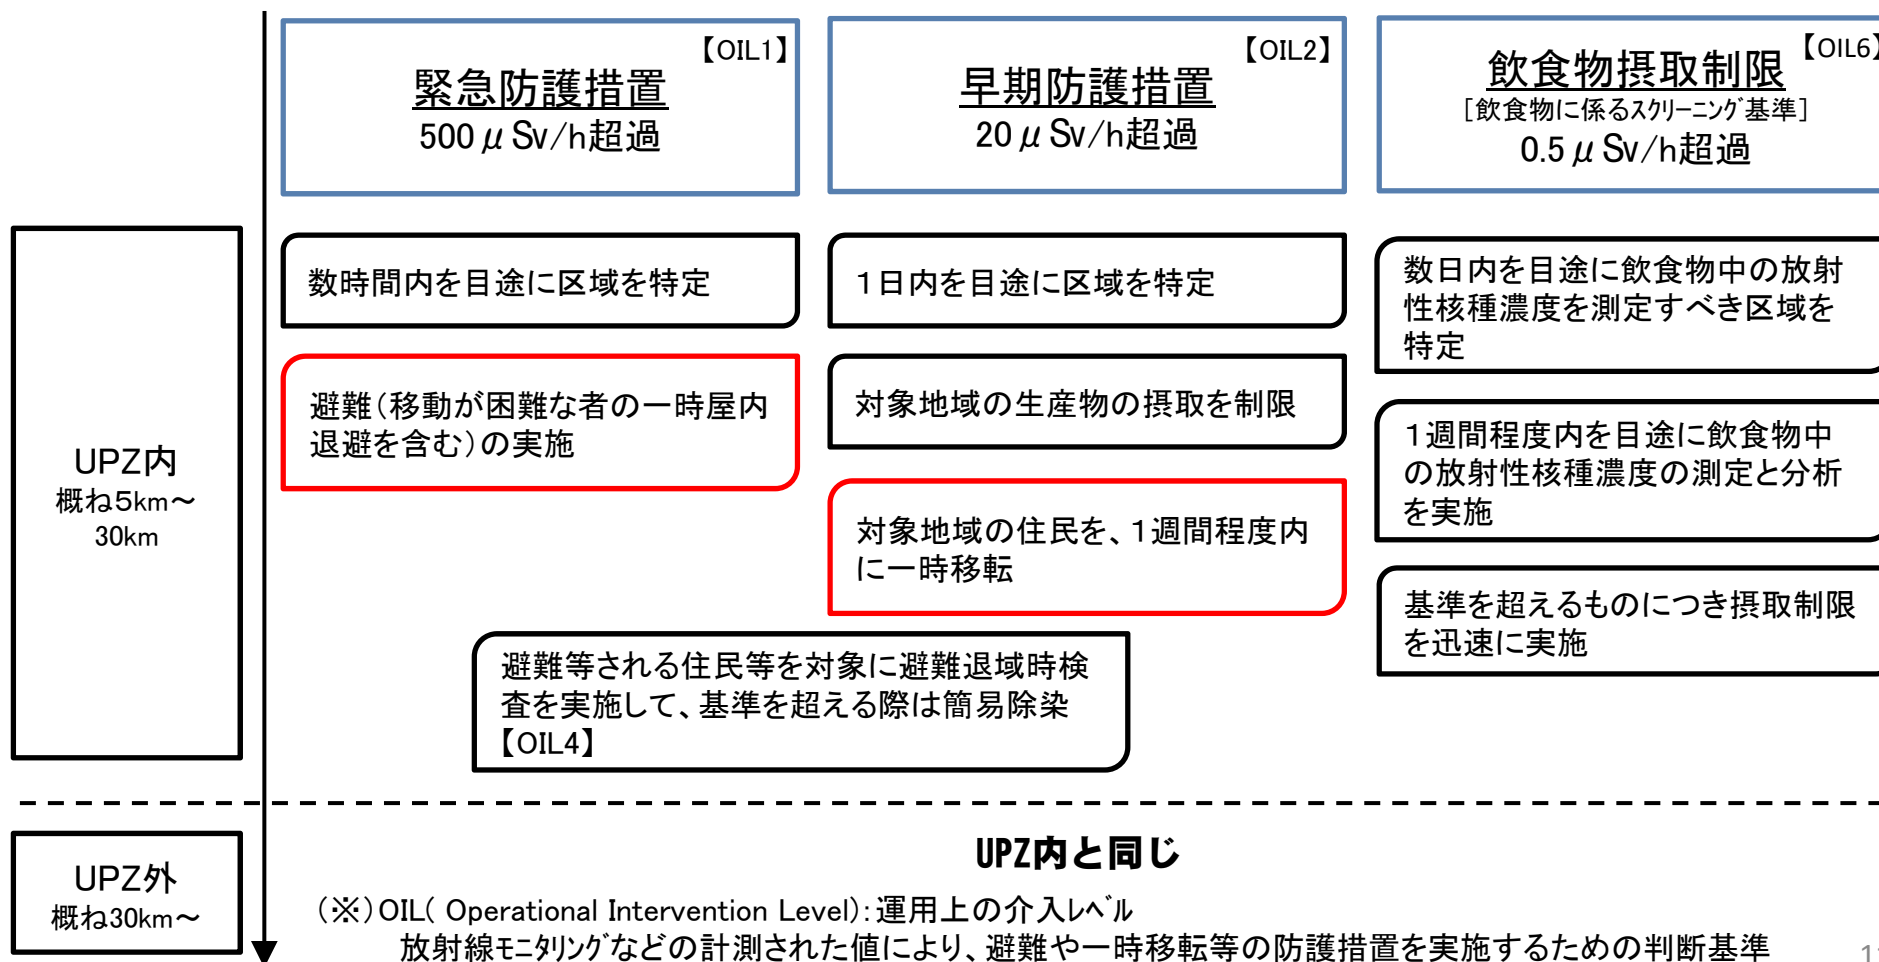 【OIL1】
緊急防護措置
500μSv/h超過
【OIL2】
早期防護措置
20μSv/h超過
【OIL6】
飲食物摂取制限
[飲食物に係るｽｸﾘｰﾆﾝｸﾞ基準]
0.5μSv/h超過
UPZ内
概ね5km～
30km
数時間内を目途に区域を特定
避難（移動が困難な者の一時屋内
退避を含む）の実施
１日内を目途に区域を特定
対象地域の生産物の摂取を制限
対象地域の住民を、１週間程度内
に一時移転
数日内を目途に飲食物中の放射
性核種濃度を測定すべき区域を
特定
１週間程度内を目途に飲食物中
の放射性核種濃度の測定と分析
を実施
基準を超えるものにつき摂取制限
を迅速に実施
避難等される住民等を対象に避難退域時検
査を実施して、基準を超える際は簡易除染
【OIL4】
UPZ外
概ね30km～
UPZ内と同じ
（※）OIL( Operational Intervention Level)：運用上の介入ﾚﾍﾞﾙ
放射線ﾓﾆﾀﾘﾝｸﾞなどの計測された値により、避難や一時移転等の防護措置を実施するための判断基準